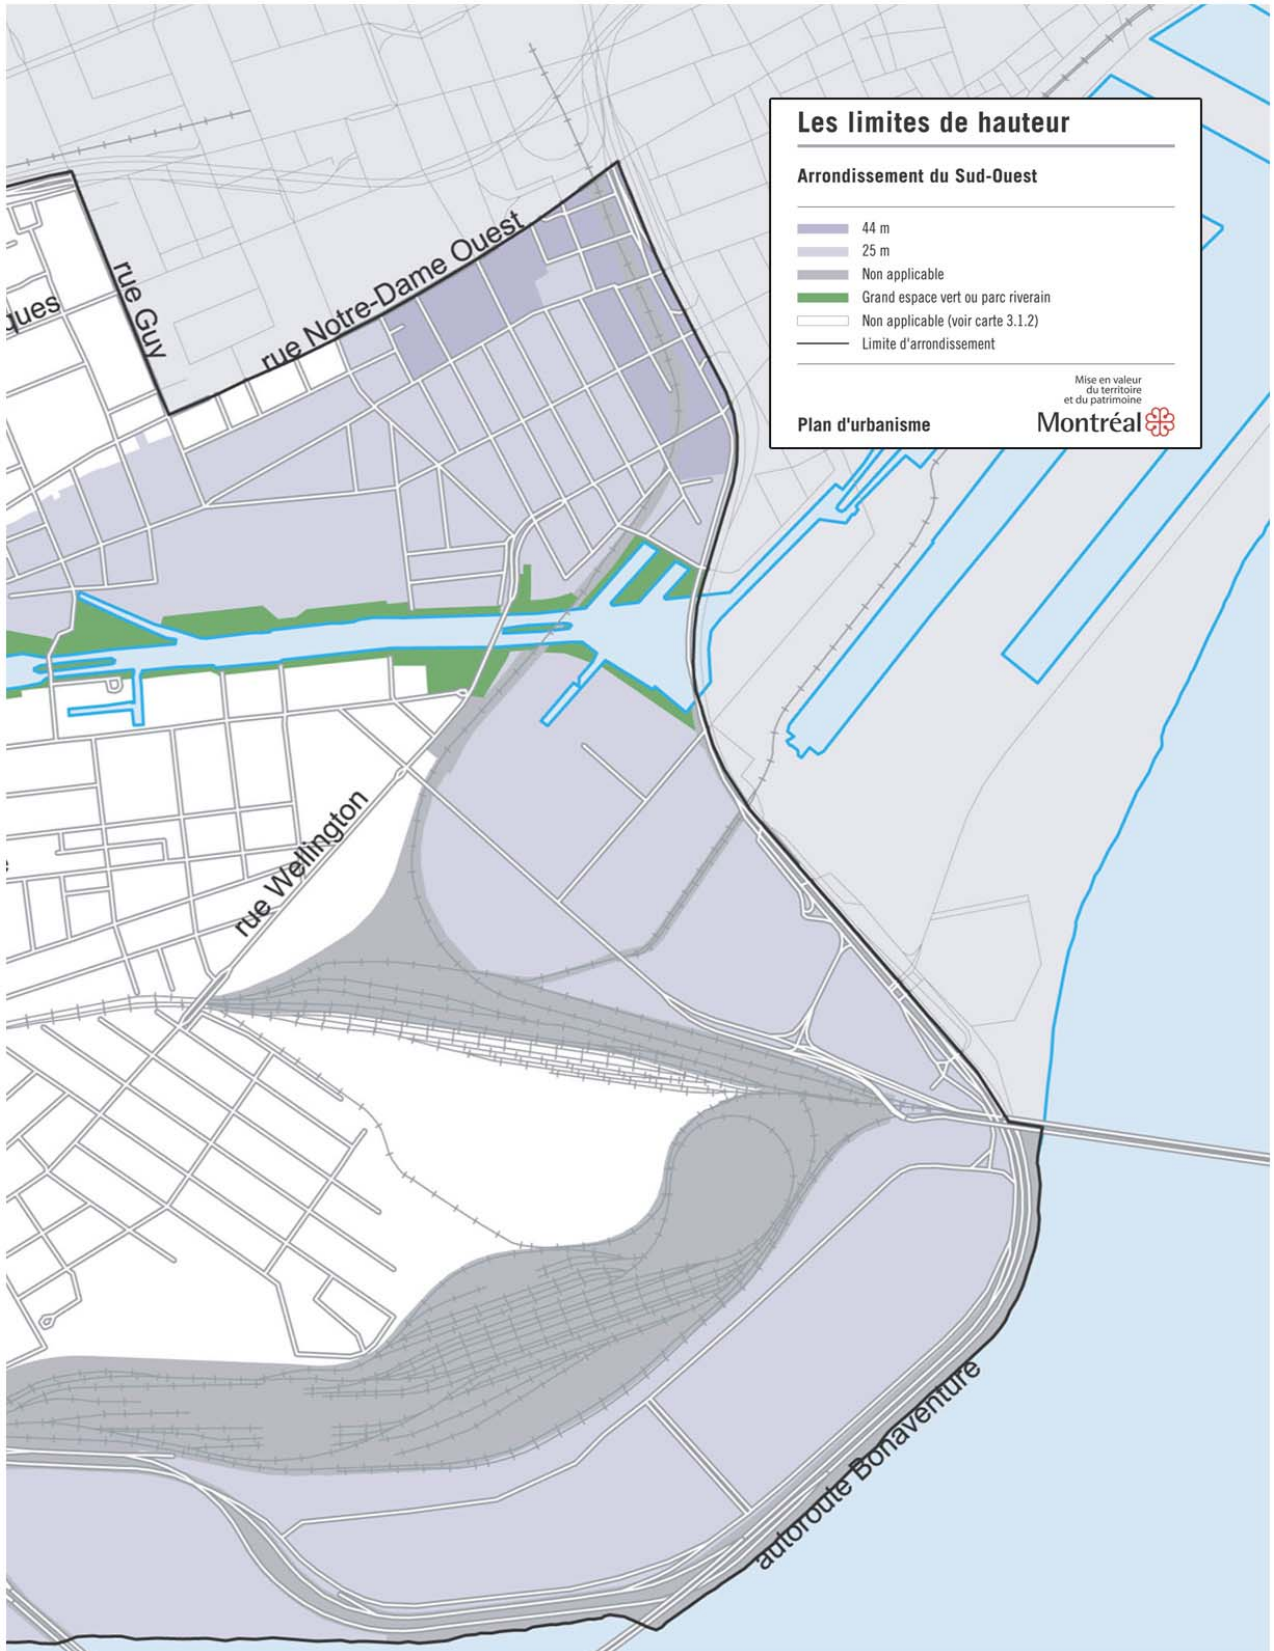 Les limites de hauteur
Arrondissement du Sud-Ouest
44 m
25 m
Non applicable
Grand espace vert ou parc riverain
Non applicable (voir carte 3.1.2)
Limite d'arrondissement
Mise en valeur
du territoire
et du patrimoine
Plan d'urbanisme
Montréal
rue Guy
rue Notre-Dame Ouest
ques
rue Wellington
autoroute Bonaventure